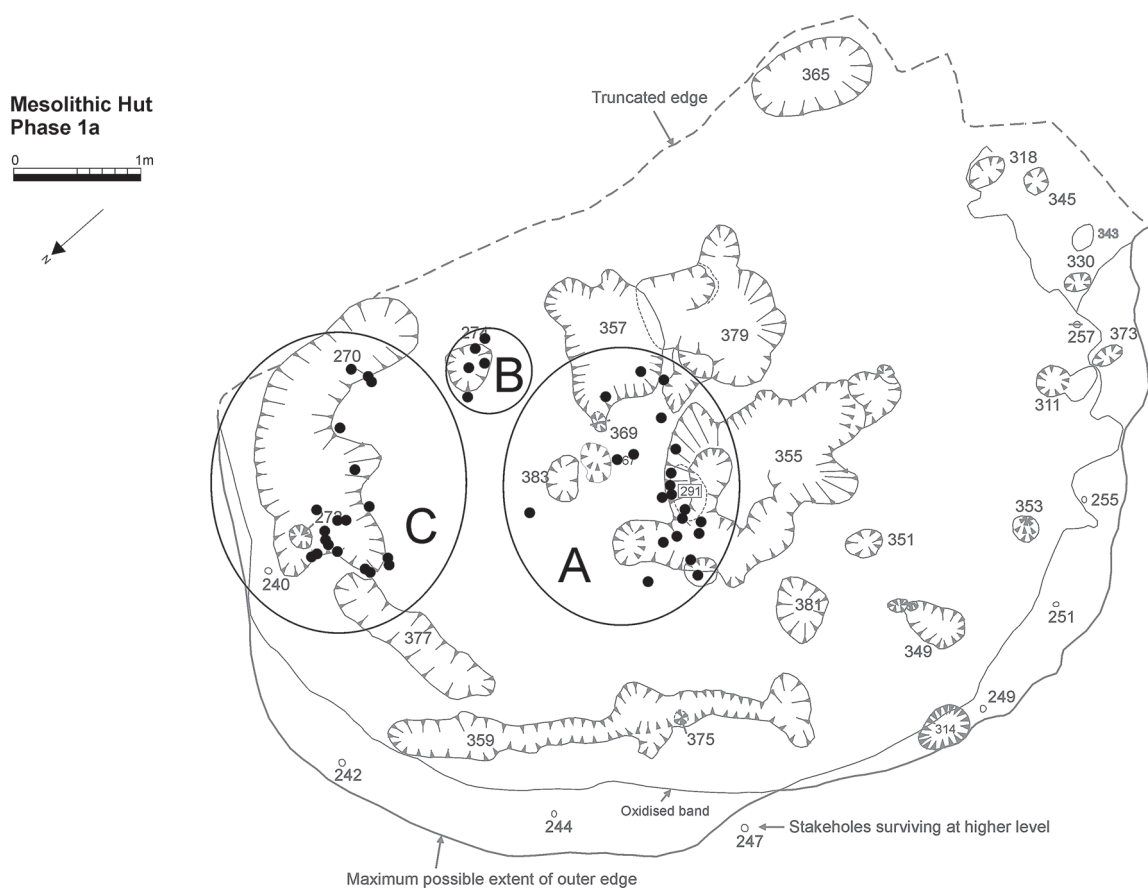 Mesolithic Hut
Phase 1a
0 1m
N
Truncated edge
365
318
345
343
330
257
373
311
357
379
274
B
270
369
383
67
291
355
255
353
351
C
A
240
381
251
349
377
249
314
359
375
242
244
Oxidised band
247
Stakeholes surviving at higher level
Maximum possible extent of outer edge